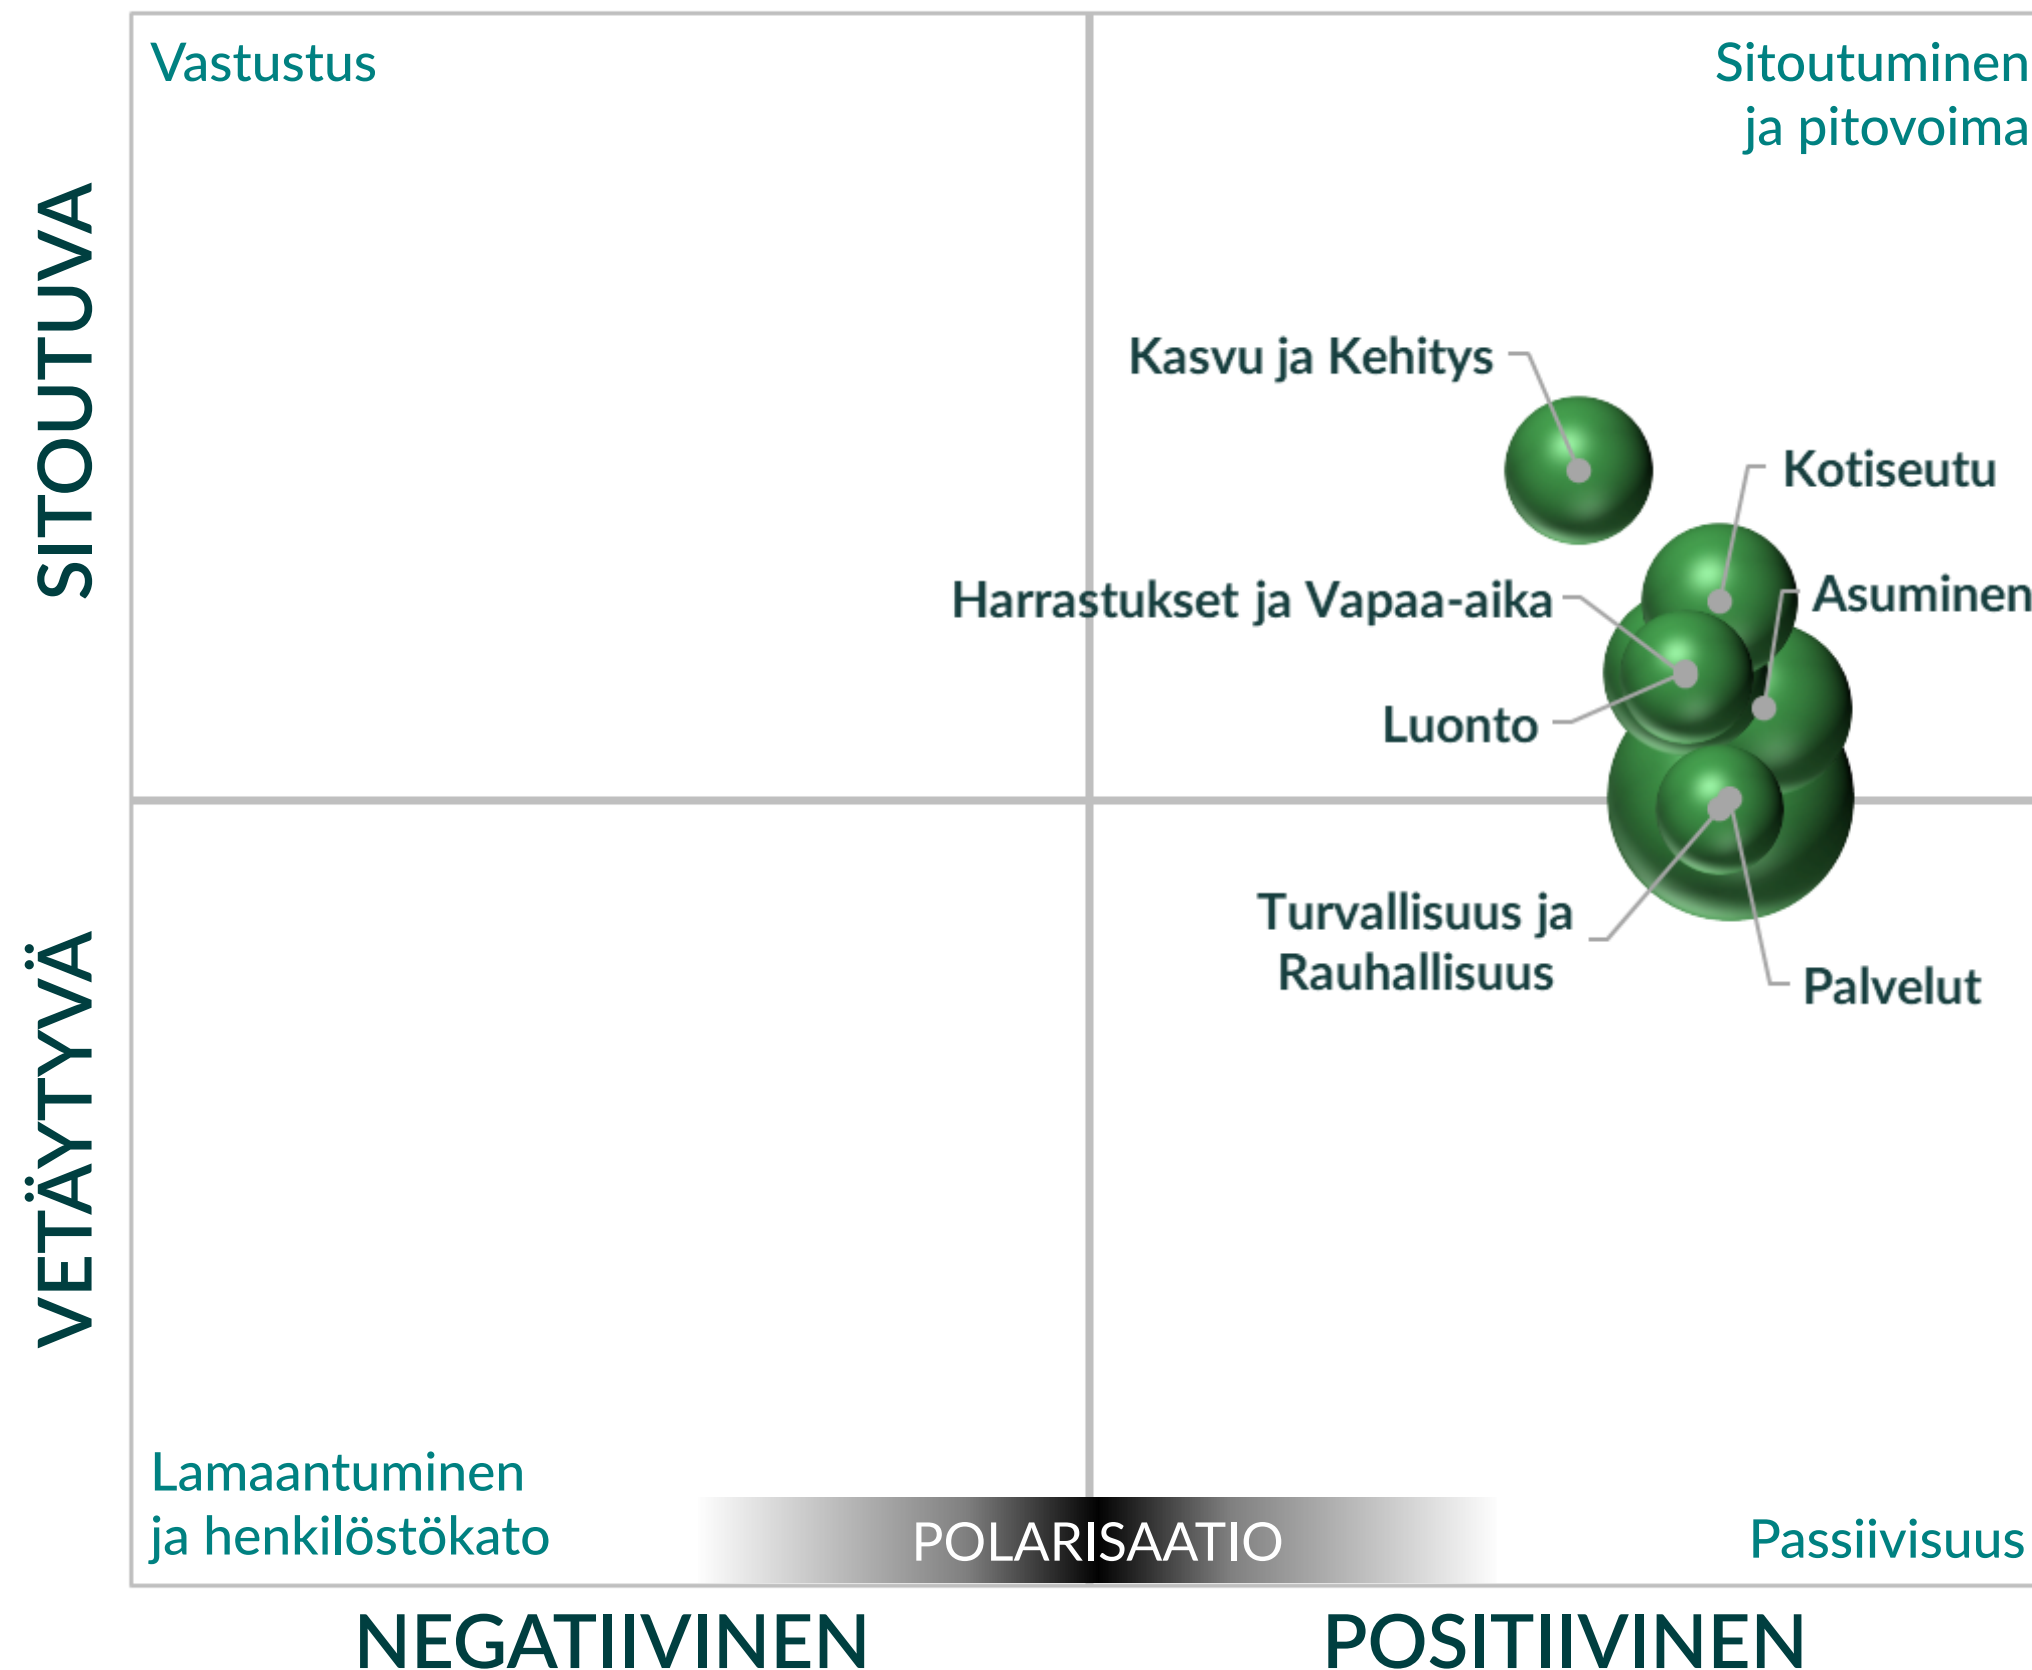 Vastustus
Sitoutuminen
ja pitovoima
SITOUTUVA
Kasvu ja Kehitys
Kotiseutu
Harrastukset ja Vapaa-aika
Asuminen
Luonto
VETÄYTYVÄ
Turvallisuus ja
Rauhallisuus
Palvelut
Lamaantuminen
ja henkilöstökato
POLARISAATIO
Passiivisuus
NEGATIIVINEN
POSITIIVINEN